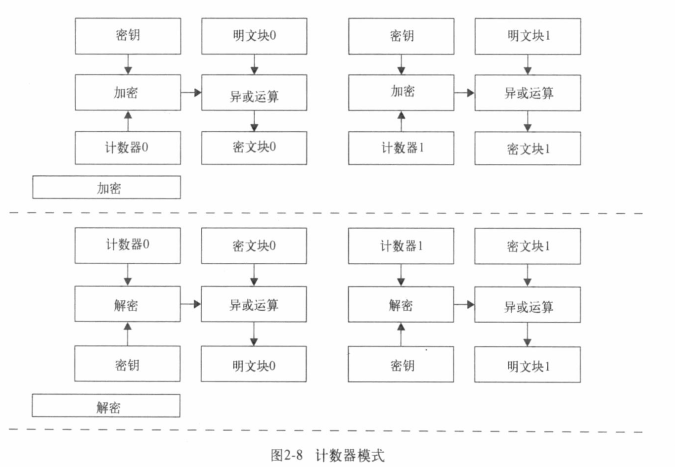 密钥 明文块0 密钥 明文块1
加密 异或运算 加密 异或运算
计数器0 密文块0 计数器1 密文块1
加密
计数器0 密文块0 计数器1 密文块1
解密 异或运算 解密 异或运算
密钥 明文块0 密钥 明文块1
解密
图2-8 计数器模式